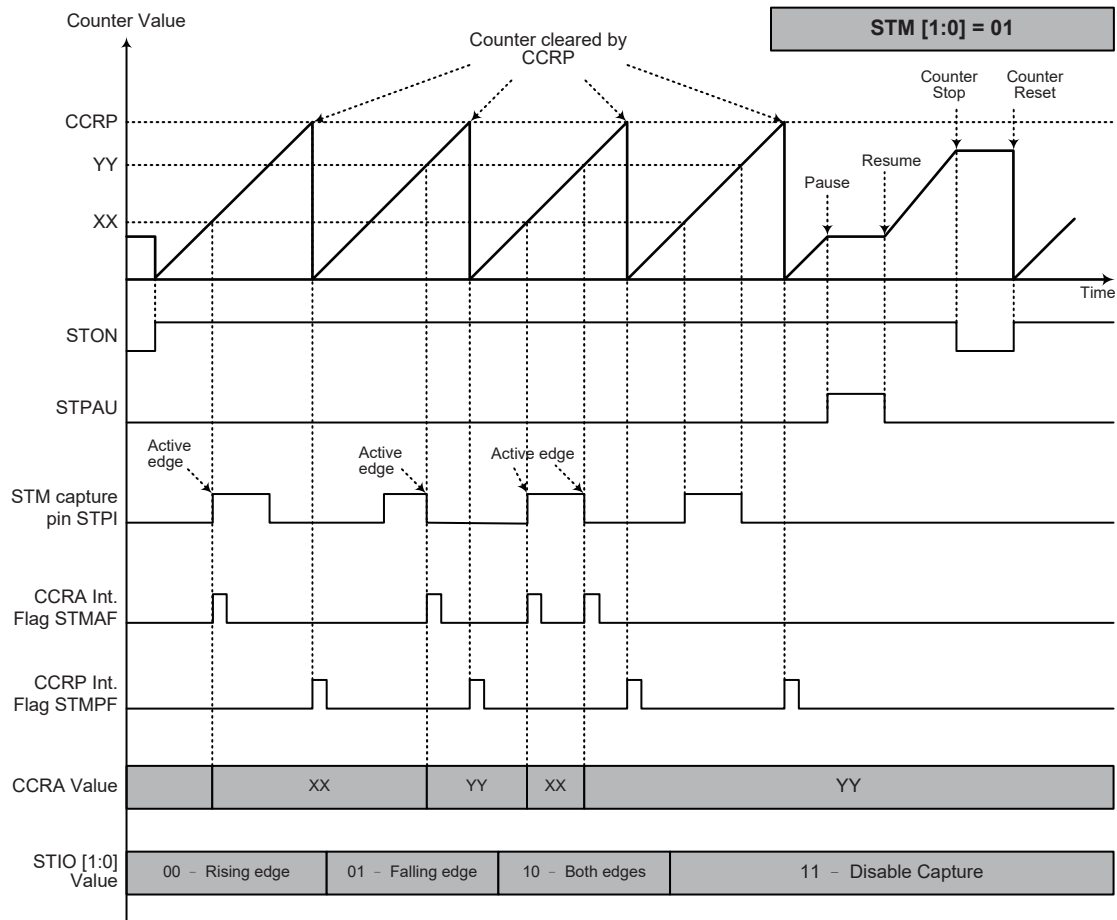 Counter Value
STM [1:0] = 01
Counter cleared by
CCRP
Counter
Stop
Counter
Reset
CCRP
YY
XX
Pause
Resume
Time
STON
STPAU
Active
edge
Active
edge
Active edge
STM capture
pin STPI
CCRA Int.
Flag STMAF
CCRP Int.
Flag STMPF
CCRA Value
XX
YY
XX
YY
STIO [1:0]
Value
00 – Rising edge
01 – Falling edge
10 – Both edges
11 – Disable Capture